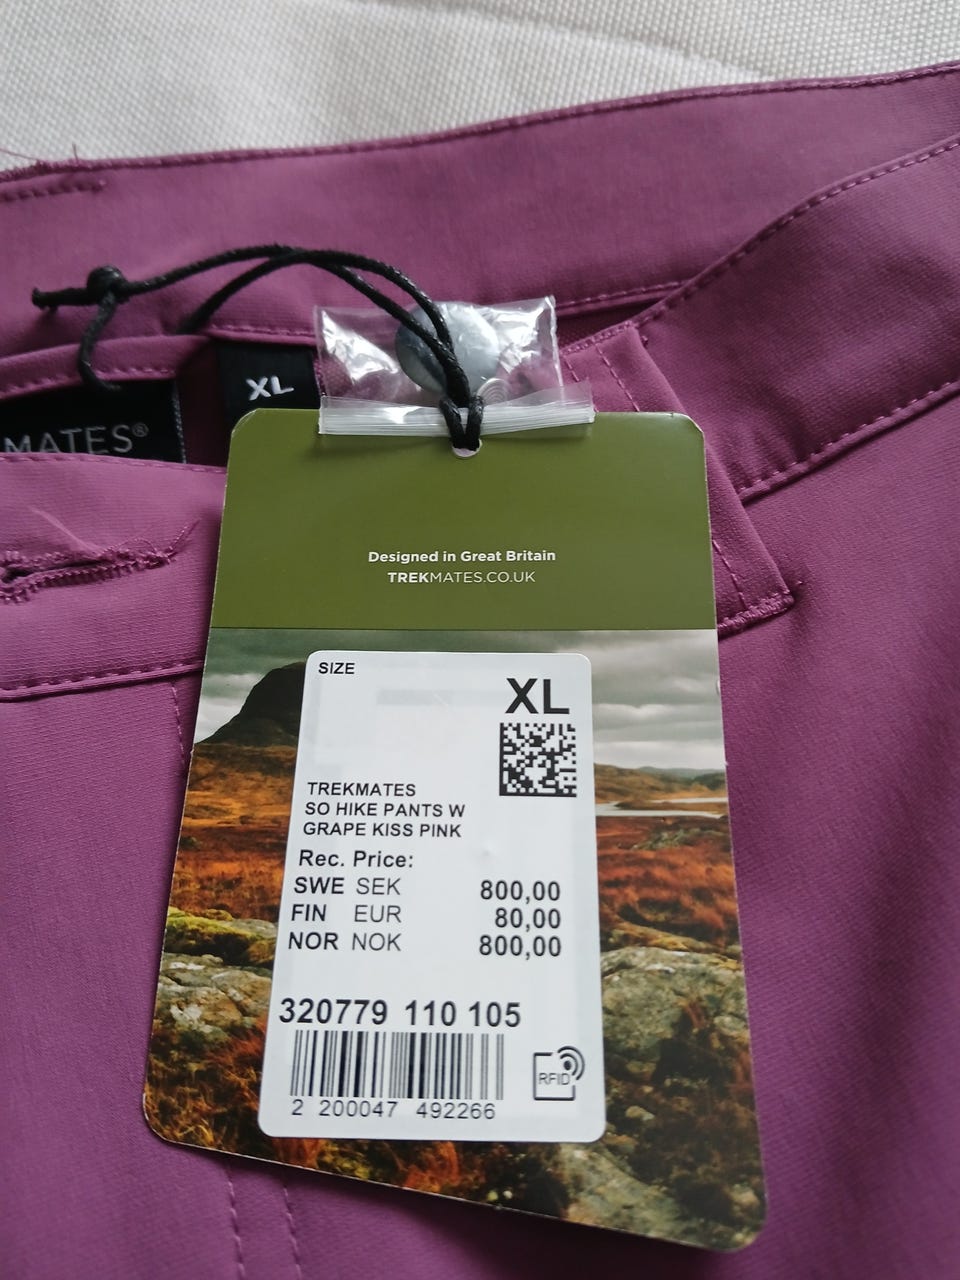 XL
MATES®
Designed in Great Britain
TREKMATES.CO.UK
SIZE
XL
TREKMATES
SO HIKE PANTS W
GRAPE KISS PINK
Rec. Price:
SWE SEK 800,00
FIN EUR 80,00
NOR NOK 800,00
320779 110 105
RFID
2 200047 492266